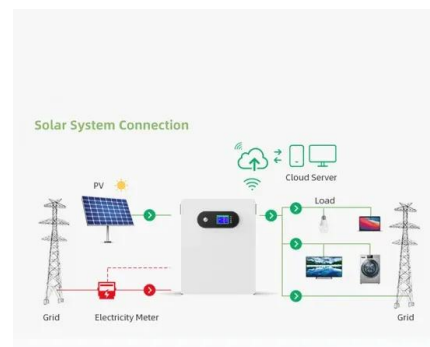 Solar System Connection
PV
Cloud Server
Load
Grid
Electricity Meter
Grid